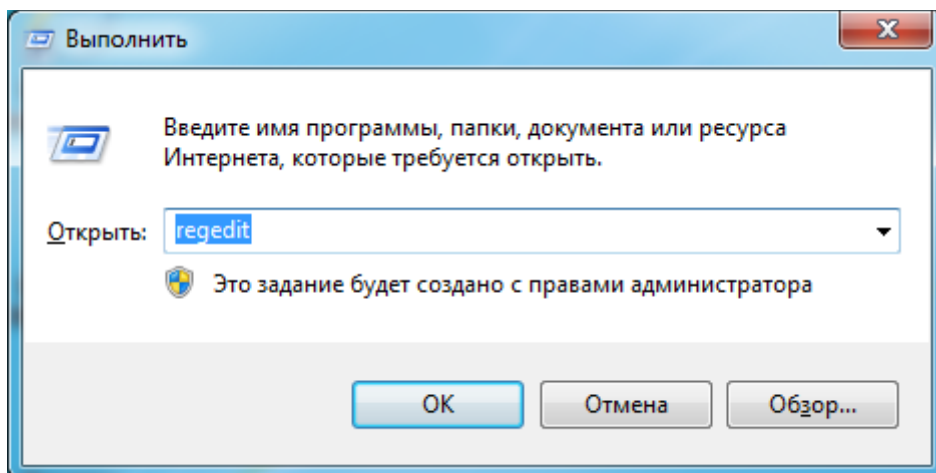 Выполнить
Введите имя программы, папки, документа или ресурса
Интернета, которые требуется открыть.
Открыть: regedit
Это задание будет создано с правами администратора
ОК Отмена Обзор...